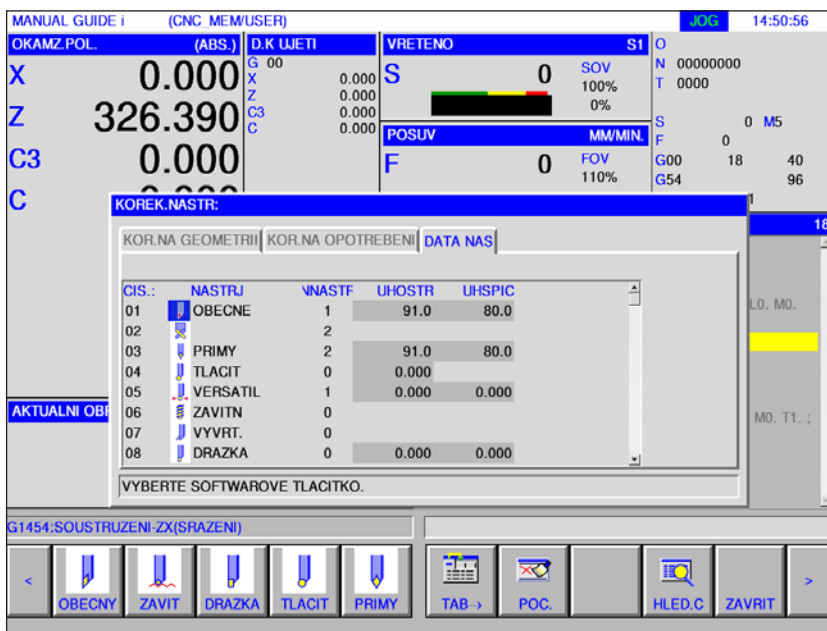 MANUAL GUIDE i (CNC_MEM/USER) JOG 14:50:56
OKAMZ.POL. (ABS.) D.K UJETI VRETENO S1 O
G 00 N 00000000
X 0.000 X 0.000 S 0 SOV T 0000
Z 0.000 100%
Z 326.390 C3 0.000 0%
C 0.000 S 0 M5
POSUV MM/MIN. F 0
C3 0.000 F 0 FOV G00 18 40
110% G54 96
C
KOREK.NASTR:
KOR.NA GEOMETRII KOR.NA OPOTREBENI DATA NAS
CIS.: NASTRJ UHOSTR UHSPIC
01 OBECNE 1 91.0 80.0
02 2
03 PRIMY 2 91.0 80.0
04 TLACIT 0 0.000
05 VERSATIL 1 0.000 0.000
06 ZAVITN 0
07 VYVRT. 0
08 DRAZKA 0 0.000 0.000
VYBERTE SOFTWAROVE TLACITKO.
L0. M0.
AKTUALNI OBR
M0. T1. ;
G1454:SOUSTRUZENI-ZX(SRAZENI)
< OBECNY ZAVIT DRAZKA TLACIT PRIMY TAB→ POC. HLED.C ZAVRIT >